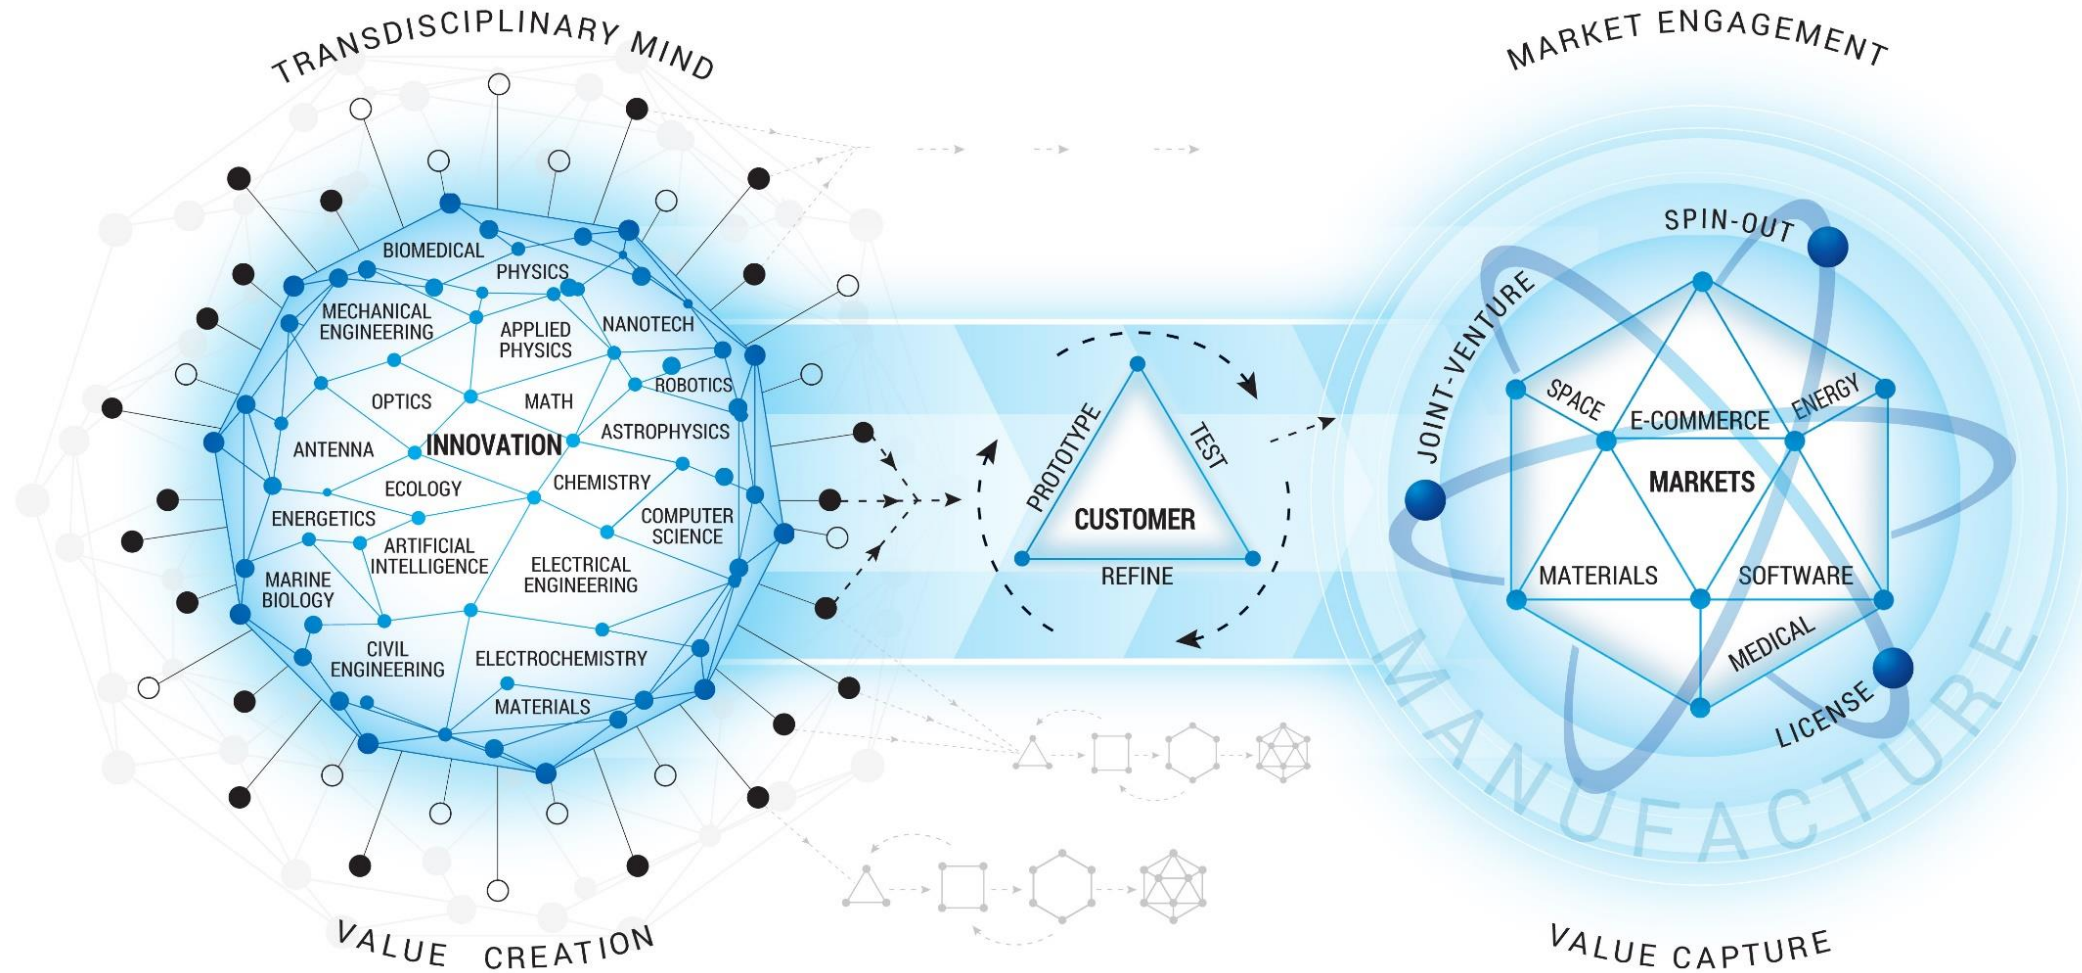 TRANSDISCIPLINARY MIND
BIOMEDICAL
PHYSICS
MECHANICAL
ENGINEERING
APPLIED
PHYSICS
NANOTECH
OPTICS
MATH
ROBOTICS
ANTENNA
INNOVATION
ASTROPHYSICS
ECOLOGY
CHEMISTRY
ENERGETICS
COMPUTER
SCIENCE
ARTIFICIAL
INTELLIGENCE
ELECTRICAL
ENGINEERING
MARINE
BIOLOGY
CIVIL
ENGINEERING
ELECTROCHEMISTRY
MATERIALS
VALUE CREATION
PROTOTYPE
TEST
CUSTOMER
REFINE
MARKET ENGAGEMENT
SPIN-OUT
JOINT-VENTURE
SPACE
E-COMMERCE
ENERGY
MARKETS
MATERIALS
SOFTWARE
MEDICAL
LICENSE
MANUFACTURE
VALUE CAPTURE